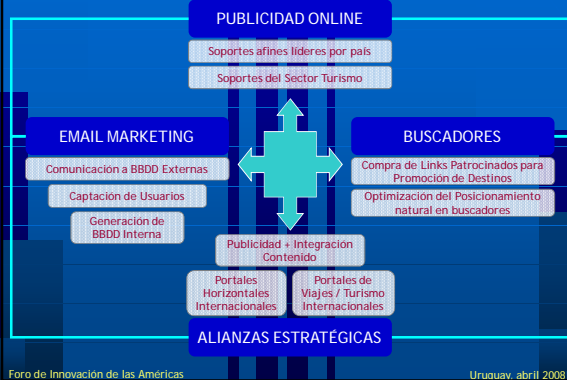 PUBLICIDAD ONLINE
Soportes afines líderes por país
Soportes del Sector Turismo
EMAIL MARKETING
Comunicación a BBDD Externas
Captación de Usuarios
Generación de
BBDD Interna
BUSCADORES
Compra de Links Patrocinados para
Promoción de Destinos
Optimización del Posicionamiento
natural en buscadores
Publicidad + Integración
Contenido
Portales
Horizontales
Internacionales
Portales de
Viajes / Turismo
Internacionales
ALIANZAS ESTRATÉGICAS
Foro de Innovación de las Américas
Uruguay, abril 2008